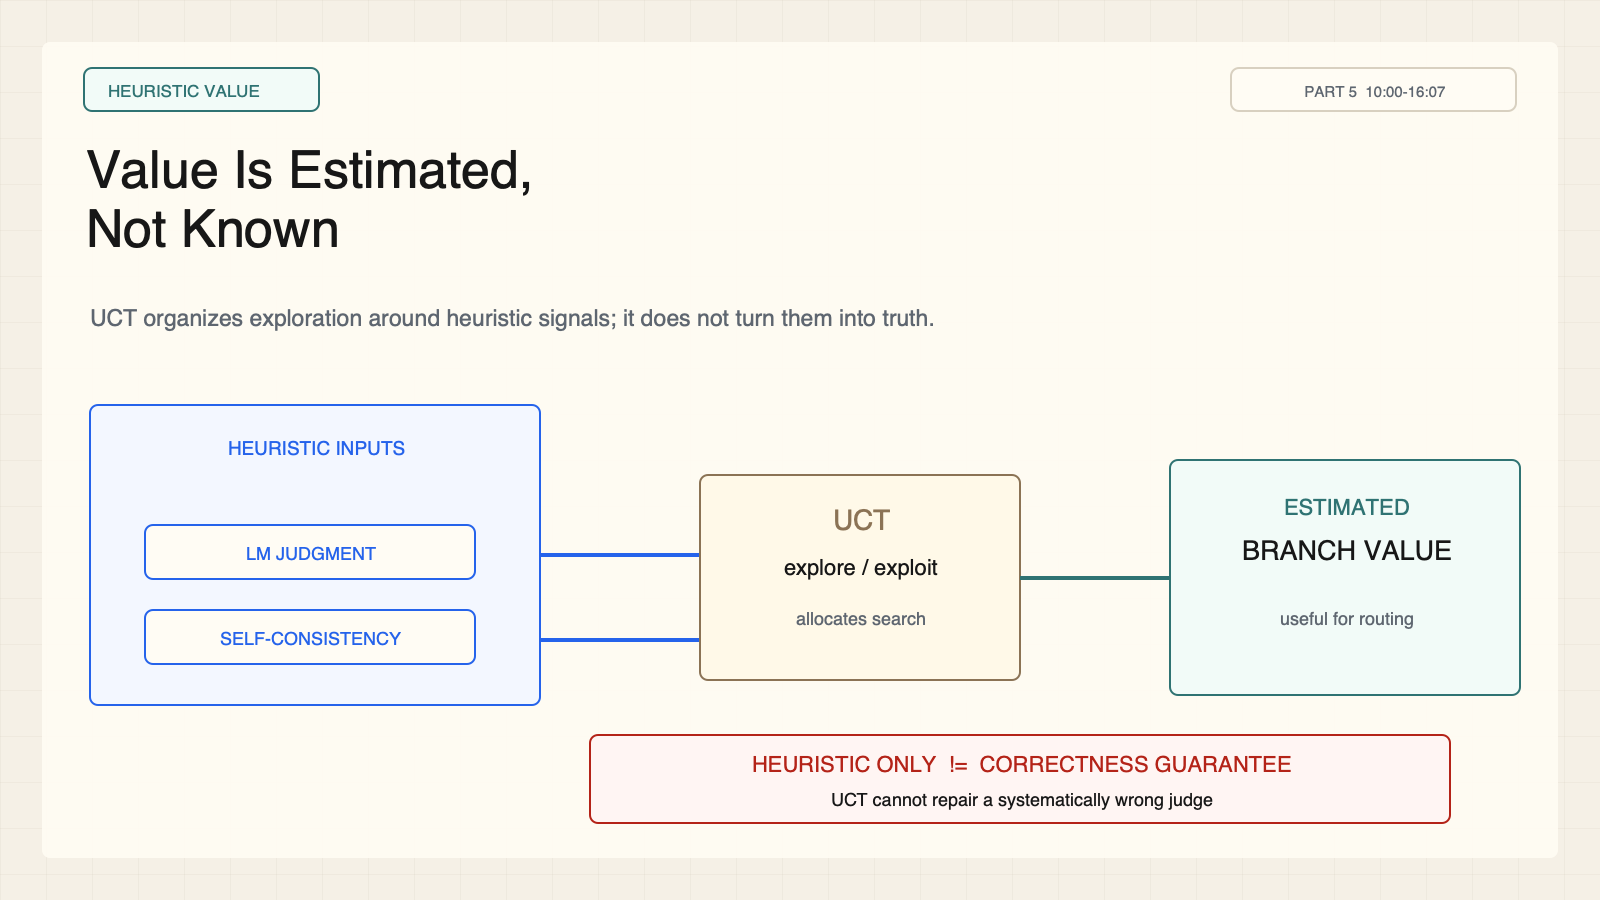 HEURISTIC VALUE
PART 5 10:00-16:07
Value Is Estimated,
Not Known
UCT organizes exploration around heuristic signals; it does not turn them into truth.
HEURISTIC INPUTS
LM JUDGMENT
SELF-CONSISTENCY
UCT
explore / exploit
allocates search
ESTIMATED
BRANCH VALUE
useful for routing
HEURISTIC ONLY != CORRECTNESS GUARANTEE
UCT cannot repair a systematically wrong judge